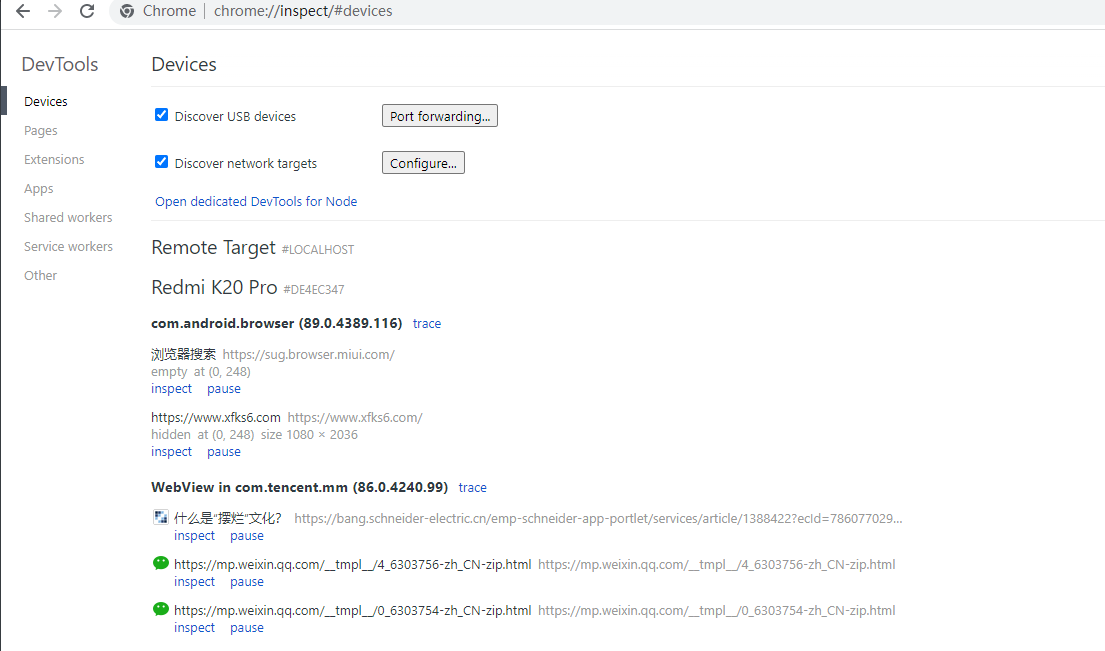 Chrome | chrome://inspect/#devices
DevTools
Devices
Devices
Pages
Extensions
Apps
Shared workers
Service workers
Other
Discover USB devices Port forwarding...
Discover network targets Configure...
Open dedicated DevTools for Node
Remote Target #LOCALHOST
Redmi K20 Pro #DE4EC347
com.android.browser (89.0.4389.116) trace
浏览器搜索 https://sug.browser.miui.com/
empty at (0, 248)
inspect pause
https://www.xfks6.com https://www.xfks6.com/
hidden at (0, 248) size 1080 × 2036
inspect pause
WebView in com.tencent.mm (86.0.4240.99) trace
什么是“摆烂”文化? https://bang.schneider-electric.cn/emp-schneider-app-portlet/services/article/1388422?ecId=786077029...
inspect pause
https://mp.weixin.qq.com/__tmpl__/4_6303756-zh_CN-zip.html https://mp.weixin.qq.com/__tmpl__/4_6303756-zh_CN-zip.html
inspect pause
https://mp.weixin.qq.com/__tmpl__/0_6303754-zh_CN-zip.html https://mp.weixin.qq.com/__tmpl__/0_6303754-zh_CN-zip.html
inspect pause